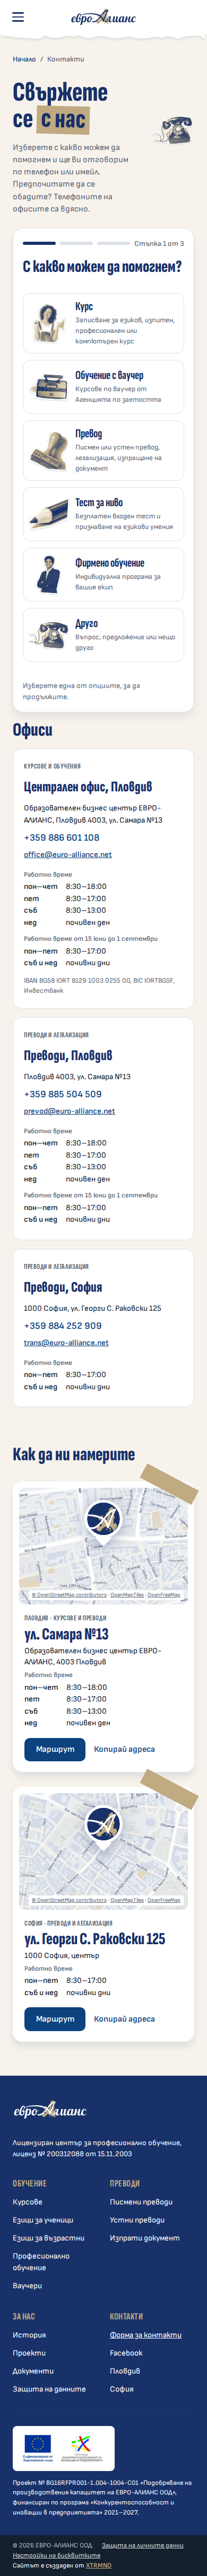 евро Алианс
Начало / Контакти
Свържете
се с нас
Изберете с какво можем да
помогнем и ще ви отговорим
по телефон или имейл.
Предпочитате да се
обадите? Телефоните на
офисите са вдясно.
Стъпка 1 от 3
С какво можем да помогнем?
Курс
Записване за езиков, изпитен,
професионален или
компютърен курс
Обучение с ваучер
Курсове по ваучер от
Агенцията по заетостта
Превод
Писмен или устен превод,
легализация, изпращане на
документ
Тест за ниво
Безплатен входен тест и
признаване на езикови умения
Фирмено обучение
Индивидуална програма за
вашия екип
Друго
Въпрос, предложение или нещо
друго
Изберете една от опциите, за да
продължите.
Офиси
КУРСОВЕ И ОБУЧЕНИЯ
Централен офис, Пловдив
Образователен бизнес център ЕВРО-
АЛИАНС, Пловдив 4003, ул. Самара №13
+359 886 601 108
office@euro-alliance.net
Работно време
пон–чет 8:30–18:00
пет 8:30–17:00
съб 8:30–13:00
нед почивен ден
Работно време от 15 юни до 1 септември
пон–пет 8:30–17:00
съб и нед почивни дни
IBAN BG58 IORT 8129 1003 0255 00, BIC IORTBGSF,
Инвестбанк
ПРЕВОДИ И ЛЕГАЛИЗАЦИЯ
Преводи, Пловдив
Пловдив 4003, ул. Самара №13
+359 885 504 509
prevod@euro-alliance.net
Работно време
пон–чет 8:30–18:00
пет 8:30–17:00
съб 8:30–13:00
нед почивен ден
Работно време от 15 юни до 1 септември
пон–пет 8:30–17:00
съб и нед почивни дни
ПРЕВОДИ И ЛЕГАЛИЗАЦИЯ
Преводи, София
1000 София, ул. Георги С. Раковски 125
+359 884 252 909
trans@euro-alliance.net
Работно време
пон–пет 8:30–17:00
съб и нед почивни дни
Как да ни намерите
© OpenStreetMap contributors · OpenMapTiles · OpenFreeMap
ПЛОВДИВ · КУРСОВЕ И ПРЕВОДИ
ул. Самара №13
Образователен бизнес център ЕВРО-
АЛИАНС, 4003 Пловдив
Работно време
пон–чет 8:30–18:00
пет 8:30–17:00
съб 8:30–13:00
нед почивен ден
Маршрут Копирай адреса
© OpenStreetMap contributors · OpenMapTiles · OpenFreeMap
СОФИЯ · ПРЕВОДИ И ЛЕГАЛИЗАЦИЯ
ул. Георги С. Раковски 125
1000 София, център
Работно време
пон–пет 8:30–17:00
съб и нед почивни дни
Маршрут Копирай адреса
евро Алианс
Лицензиран център за професионално обучение,
лиценз № 200312088 от 15.11.2003
ОБУЧЕНИЕ
Курсове
Езици за ученици
Езици за възрастни
Професионално
обучение
Ваучери
ПРЕВОДИ
Писмени преводи
Устни преводи
Изпрати документ
ЗА НАС
История
Проекти
Документи
Защита на данните
КОНТАКТИ
Форма за контакти
Facebook
Пловдив
София
Проект № BG16RFPR001-1.004-1004-C01 «Подобряване на
производствения капацитет на ЕВРО-АЛИАНС ООД»,
финансиран по програма «Конкурентоспособност и
иновации в предприятията» 2021–2027.
© 2026 ЕВРО-АЛИАНС ООД Защита на личните данни
Настройки на бисквитките
Сайтът е създаден от XTRMND